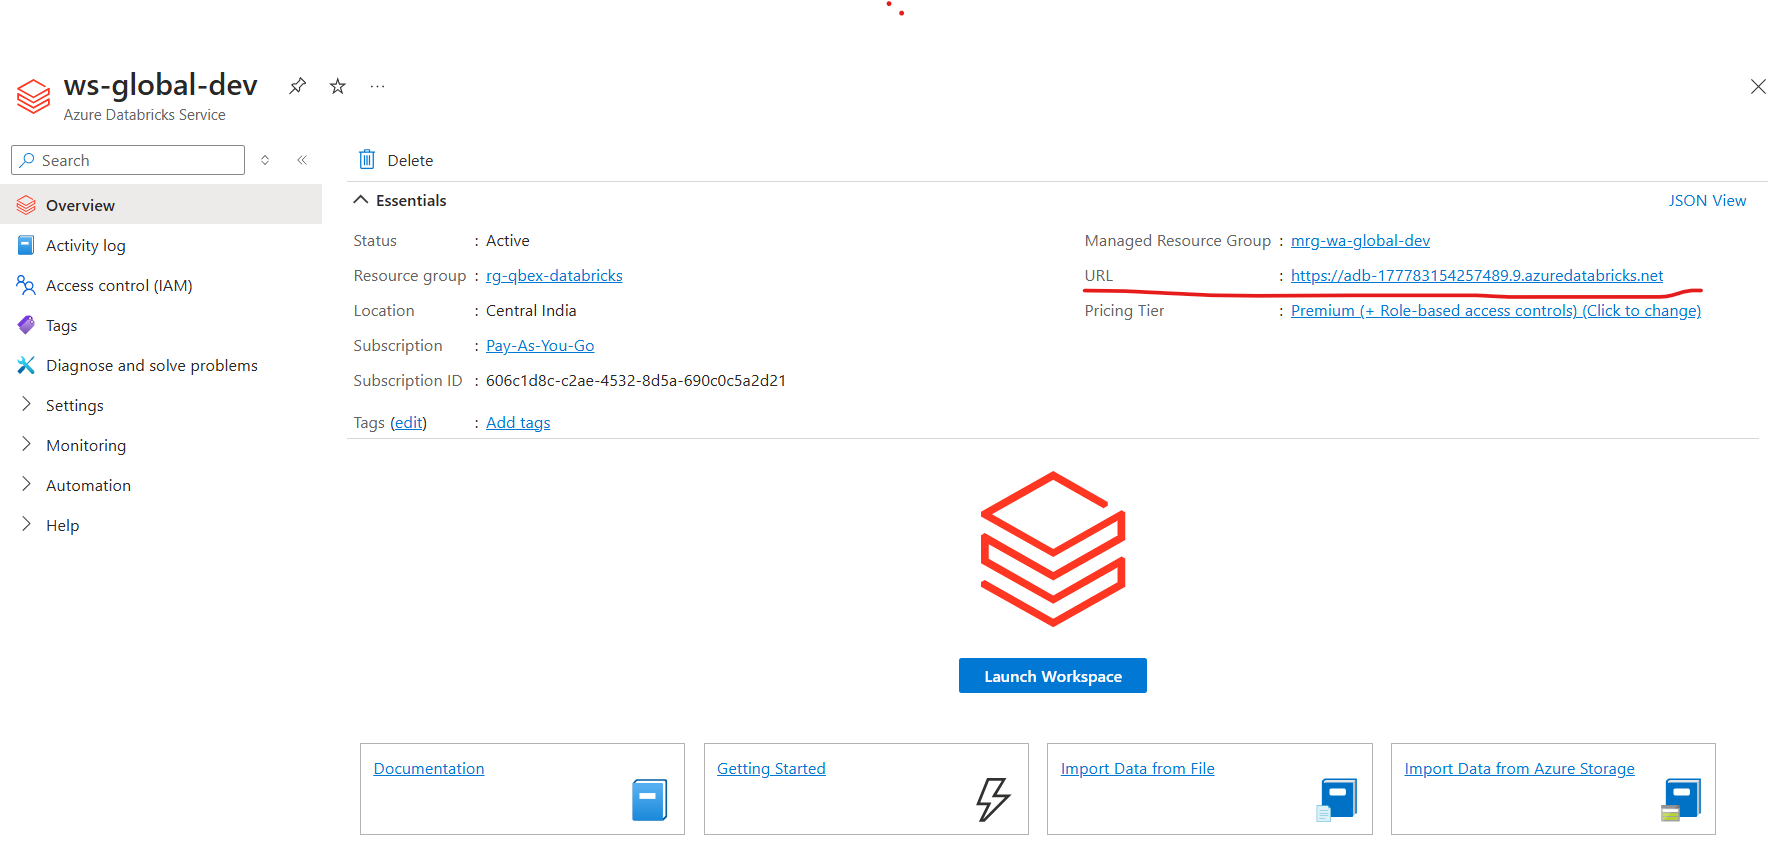 ws-global-dev
Azure Databricks Service
Search
Delete
Overview
Activity log
Access control (IAM)
Tags
Diagnose and solve problems
Settings
Monitoring
Automation
Help
Essentials
JSON View
Status : Active
Resource group : rg-qbex-databricks
Location : Central India
Subscription : Pay-As-You-Go
Subscription ID : 606c1d8c-c2ae-4532-8d5a-690c0c5a2d21
Tags (edit) : Add tags
Managed Resource Group : mrg-wa-global-dev
URL : https://adb-177783154257489.9.azuredatabricks.net
Pricing Tier : Premium (+ Role-based access controls) (Click to change)
Launch Workspace
Documentation
Getting Started
Import Data from File
Import Data from Azure Storage